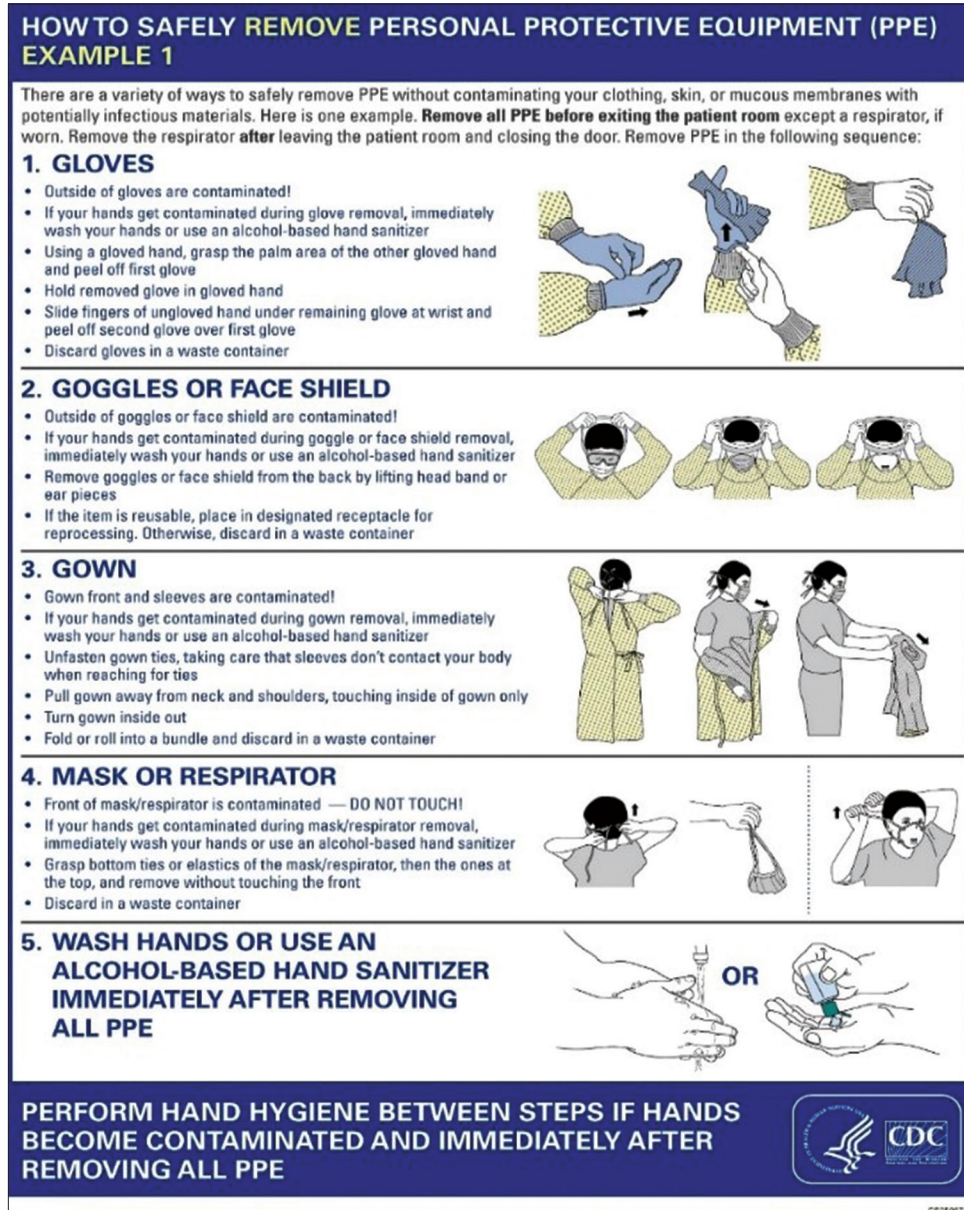 HOW TO SAFELY REMOVE PERSONAL PROTECTIVE EQUIPMENT (PPE)
EXAMPLE 1
There are a variety of ways to safely remove PPE without contaminating your clothing, skin, or mucous membranes with
potentially infectious materials. Here is one example. Remove all PPE before exiting the patient room except a respirator, if
worn. Remove the respirator after leaving the patient room and closing the door. Remove PPE in the following sequence:
1. GLOVES
• Outside of gloves are contaminated!
• If your hands get contaminated during glove removal, immediately
wash your hands or use an alcohol-based hand sanitizer
• Using a gloved hand, grasp the palm area of the other gloved hand
and peel off first glove
• Hold removed glove in gloved hand
• Slide fingers of ungloved hand under remaining glove at wrist and
peel off second glove over first glove
• Discard gloves in a waste container
2. GOGGLES OR FACE SHIELD
• Outside of goggles or face shield are contaminated!
• If your hands get contaminated during goggle or face shield removal,
immediately wash your hands or use an alcohol-based hand sanitizer
• Remove goggles or face shield from the back by lifting head band or
ear pieces
• If the item is reusable, place in designated receptacle for
reprocessing. Otherwise, discard in a waste container
3. GOWN
• Gown front and sleeves are contaminated!
• If your hands get contaminated during gown removal, immediately
wash your hands or use an alcohol-based hand sanitizer
• Unfasten gown ties, taking care that sleeves don't contact your body
when reaching for ties
• Pull gown away from neck and shoulders, touching inside of gown only
• Turn gown inside out
• Fold or roll into a bundle and discard in a waste container
4. MASK OR RESPIRATOR
• Front of mask/respirator is contaminated — DO NOT TOUCH!
• If your hands get contaminated during mask/respirator removal,
immediately wash your hands or use an alcohol-based hand sanitizer
• Grasp bottom ties or elastics of the mask/respirator, then the ones at
the top, and remove without touching the front
• Discard in a waste container
5. WASH HANDS OR USE AN
ALCOHOL-BASED HAND SANITIZER
IMMEDIATELY AFTER REMOVING
ALL PPE
OR
PERFORM HAND HYGIENE BETWEEN STEPS IF HANDS
BECOME CONTAMINATED AND IMMEDIATELY AFTER
REMOVING ALL PPE
CDC